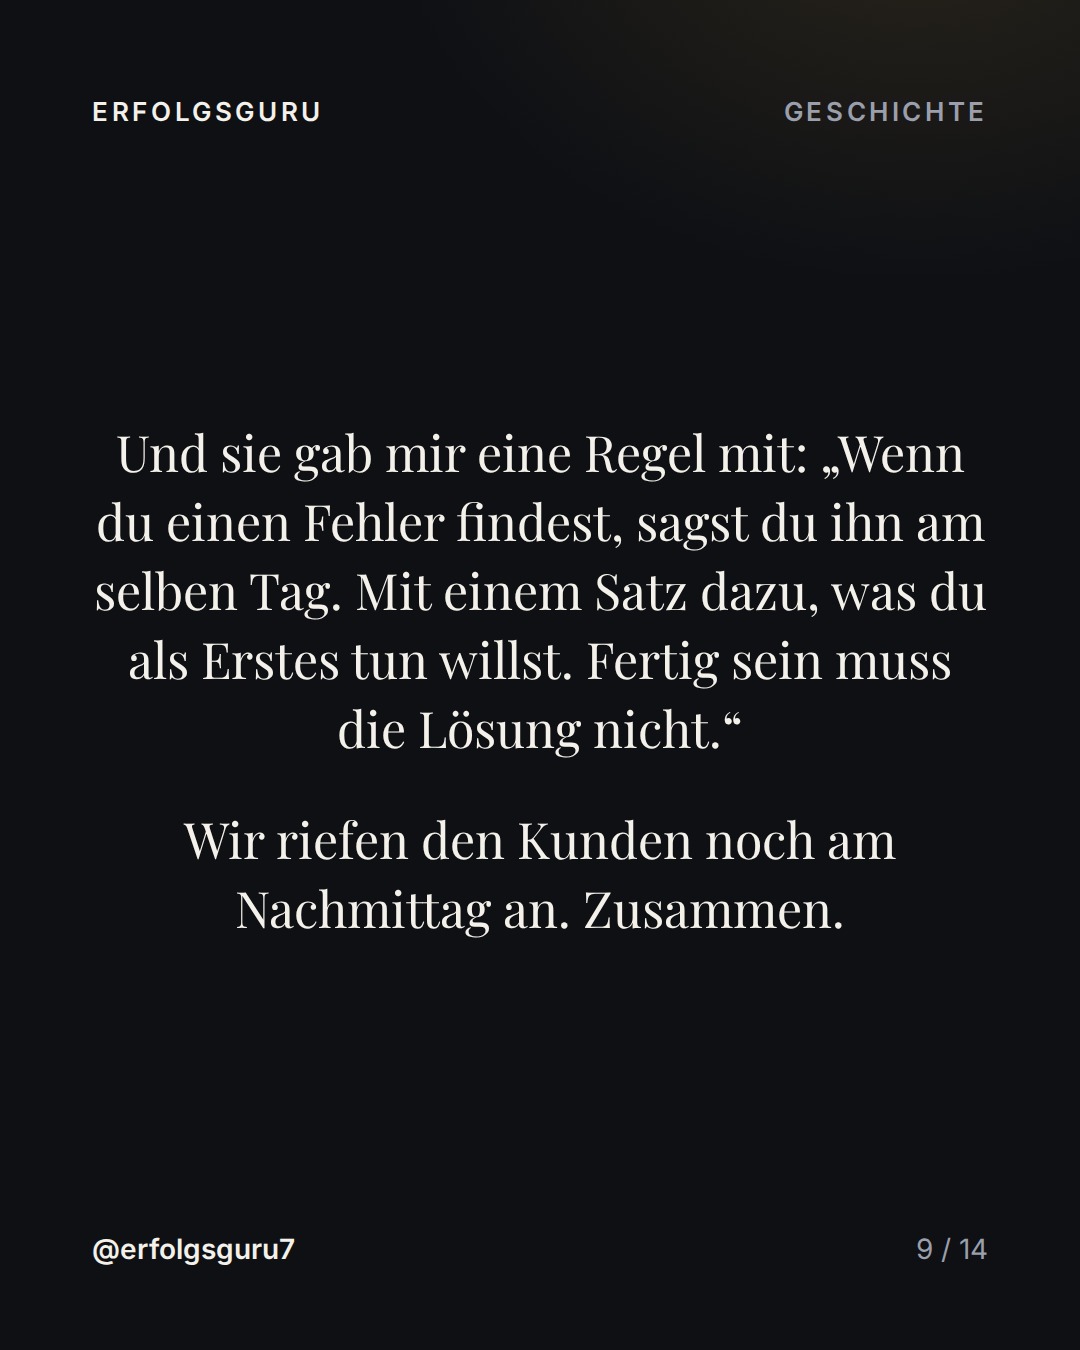 ERFOLGSGURU
GESCHICHTE
Und sie gab mir eine Regel mit: „Wenn
du einen Fehler findest, sagst du ihn am
selben Tag. Mit einem Satz dazu, was du
als Erstes tun willst. Fertig sein muss
die Lösung nicht.“
Wir riefen den Kunden noch am
Nachmittag an. Zusammen.
@erfolgsguru7
9 / 14